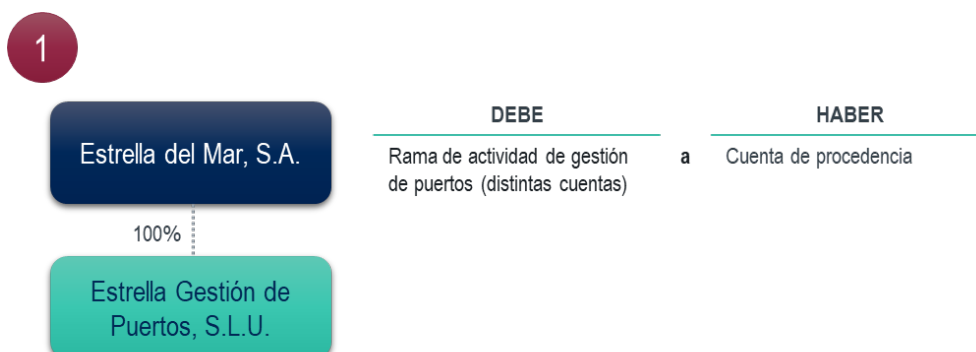 1
Estrella del Mar, S.A.
100%
Estrella Gestión de
Puertos, S.L.U.
DEBE
HABER
Rama de actividad de gestión
de puertos (distintas cuentas)
a
Cuenta de procedencia